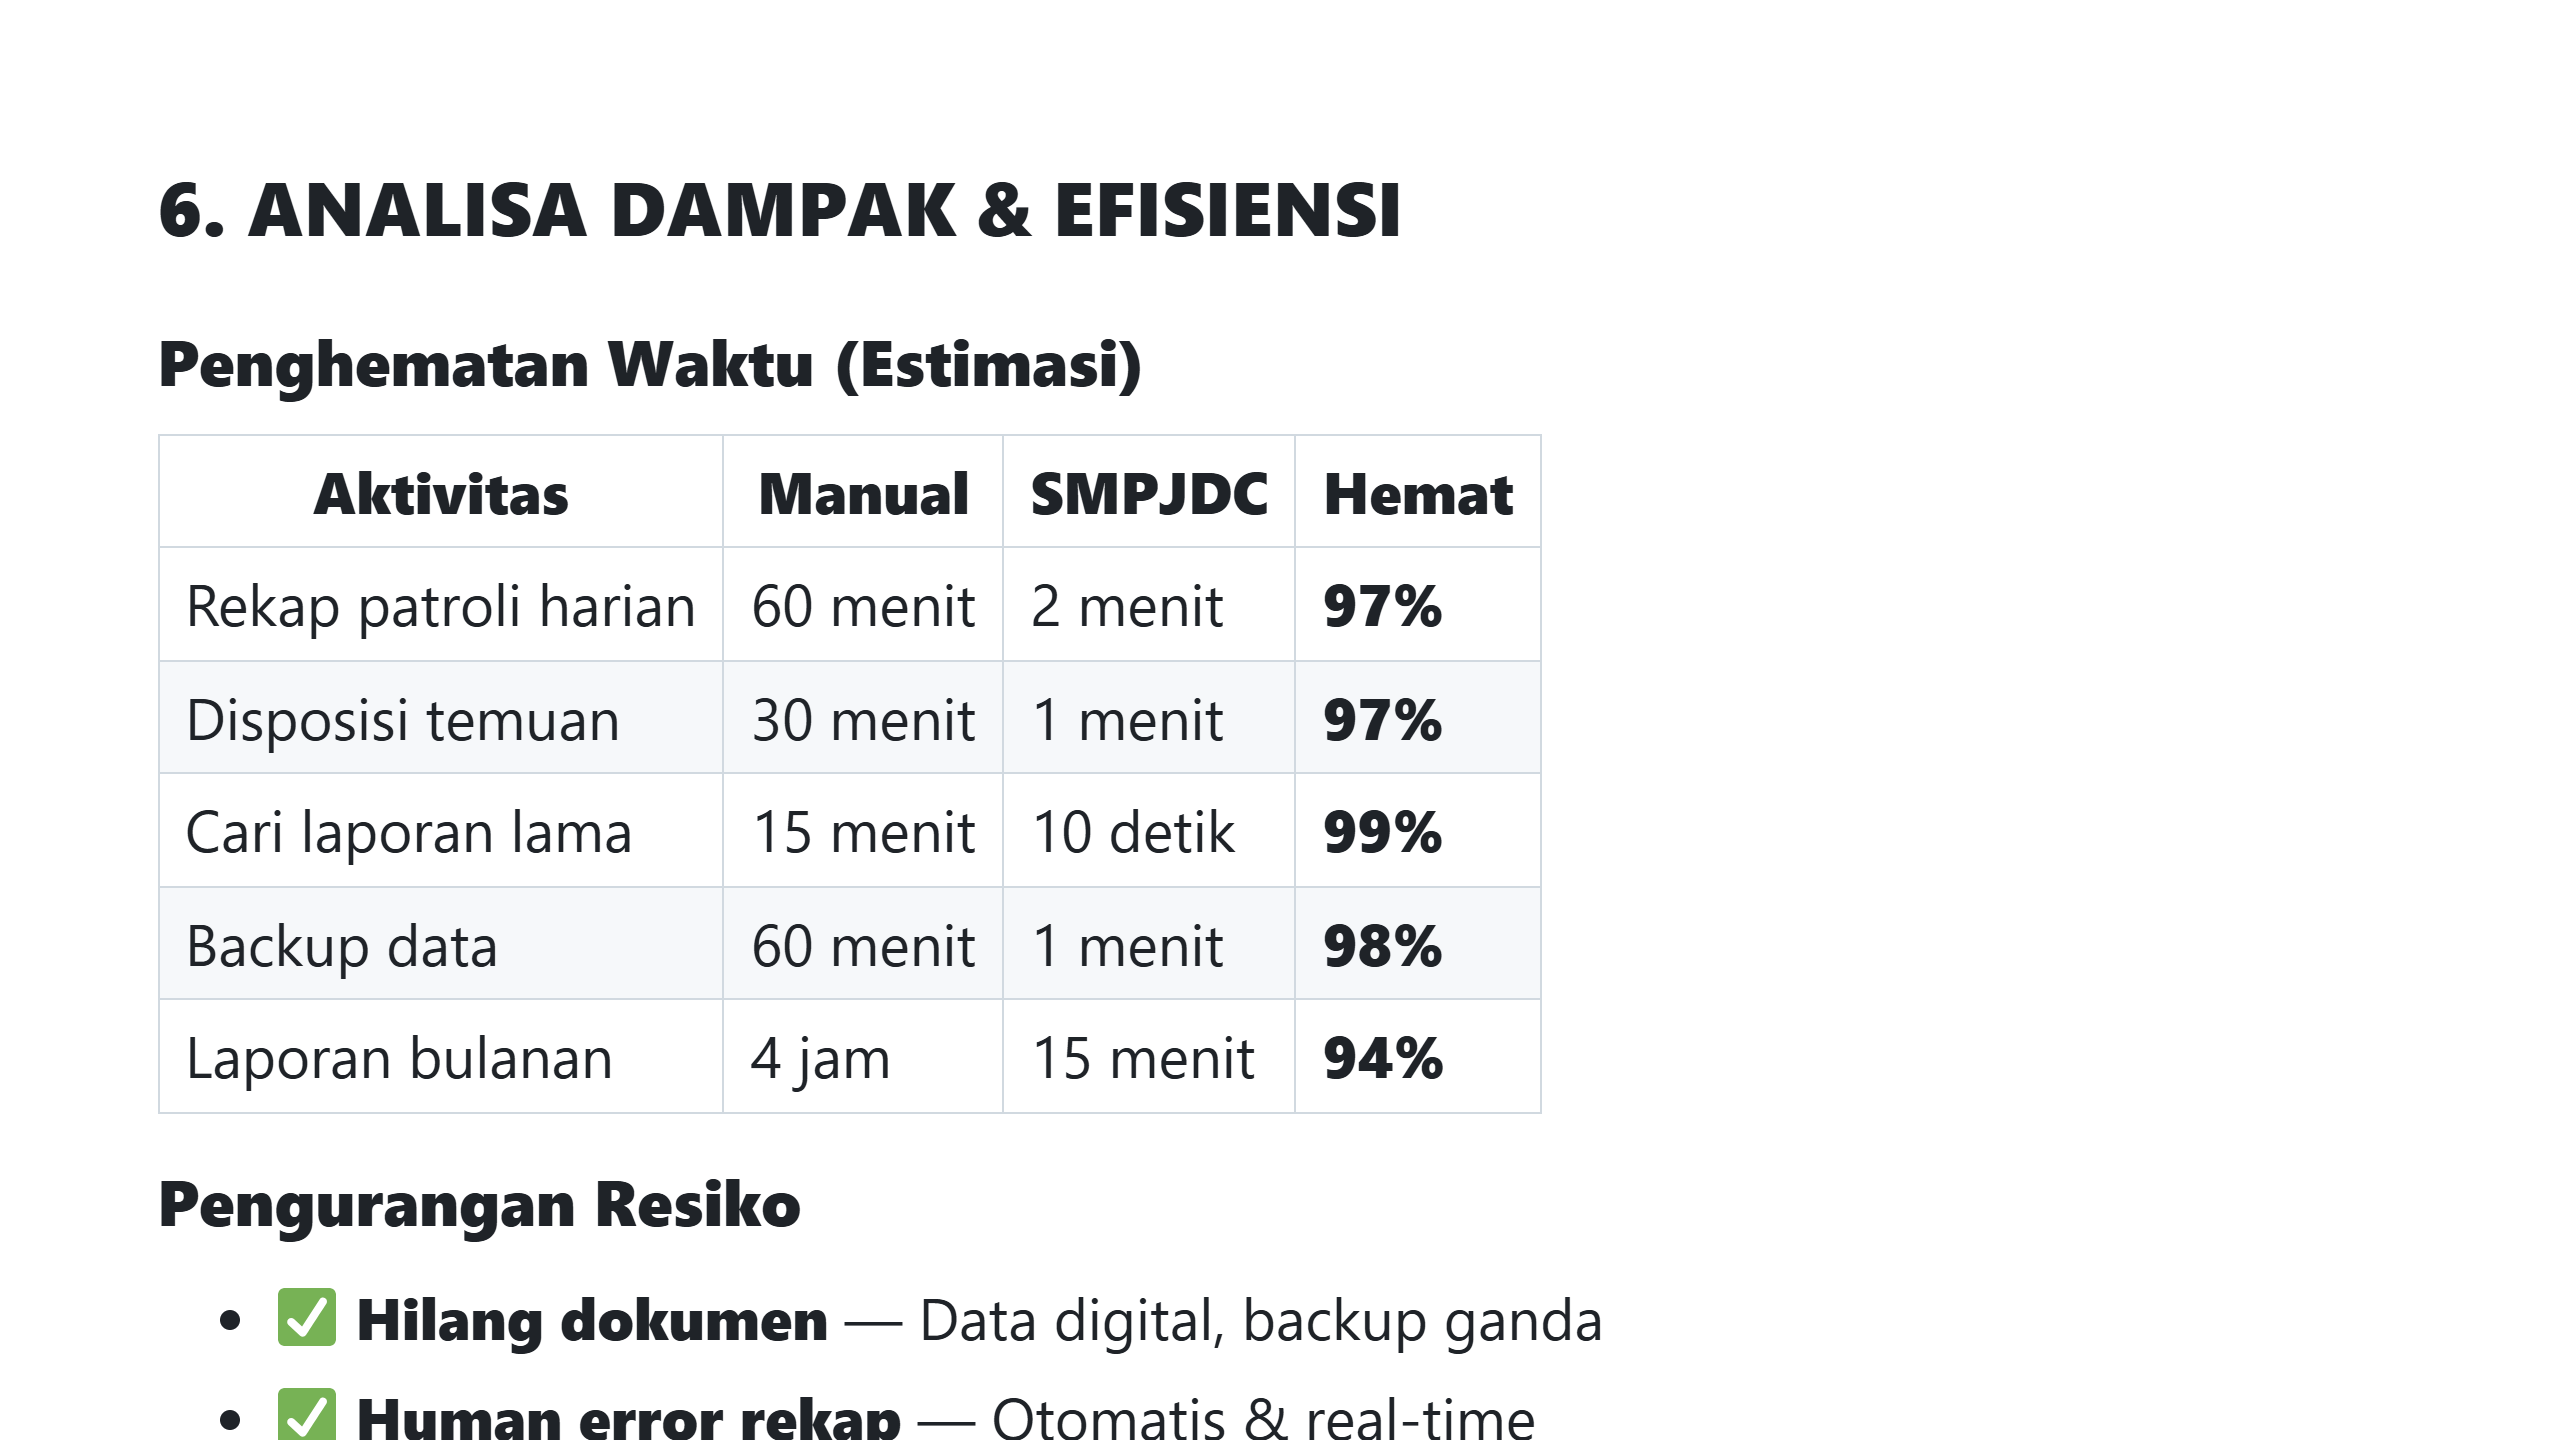 6. ANALISA DAMPAK & EFISIENSI
Penghematan Waktu (Estimasi)
Aktivitas Manual SMPJDC Hemat
Rekap patroli harian 60 menit 2 menit 97%
Disposisi temuan 30 menit 1 menit 97%
Cari laporan lama 15 menit 10 detik 99%
Backup data 60 menit 1 menit 98%
Laporan bulanan 4 jam 15 menit 94%
Pengurangan Resiko
• ✅ Hilang dokumen — Data digital, backup ganda
• ✅ Human error rekap — Otomatis & real-time